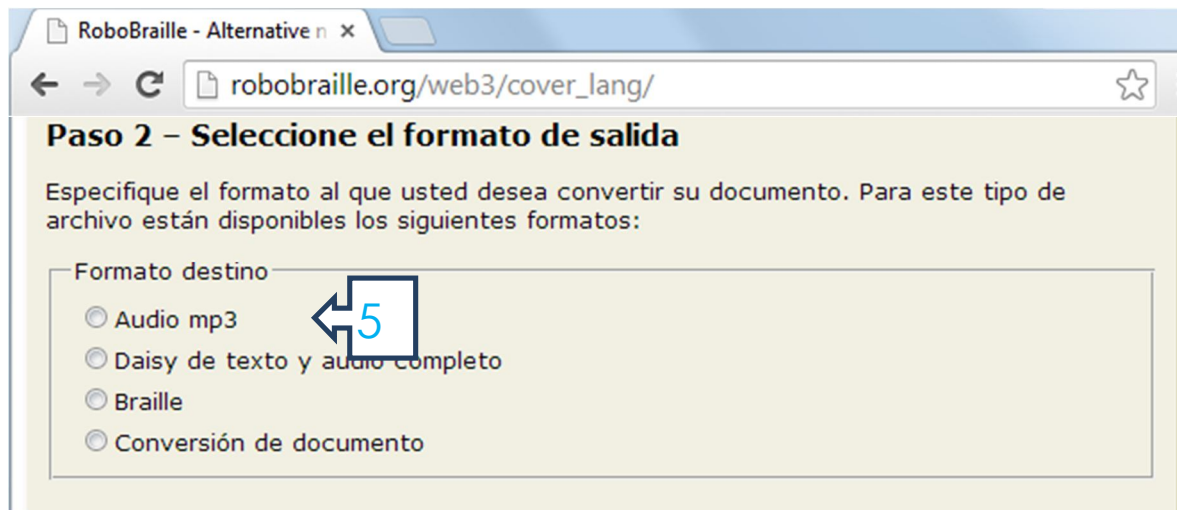 RoboBraille - Alternative n
robobraille.org/web3/cover_lang/
Paso 2 – Seleccione el formato de salida
Especifique el formato al que usted desea convertir su documento. Para este tipo de
archivo están disponibles los siguientes formatos:
Formato destino
Audio mp3
5
Daisy de texto y audio completo
Braille
Conversión de documento